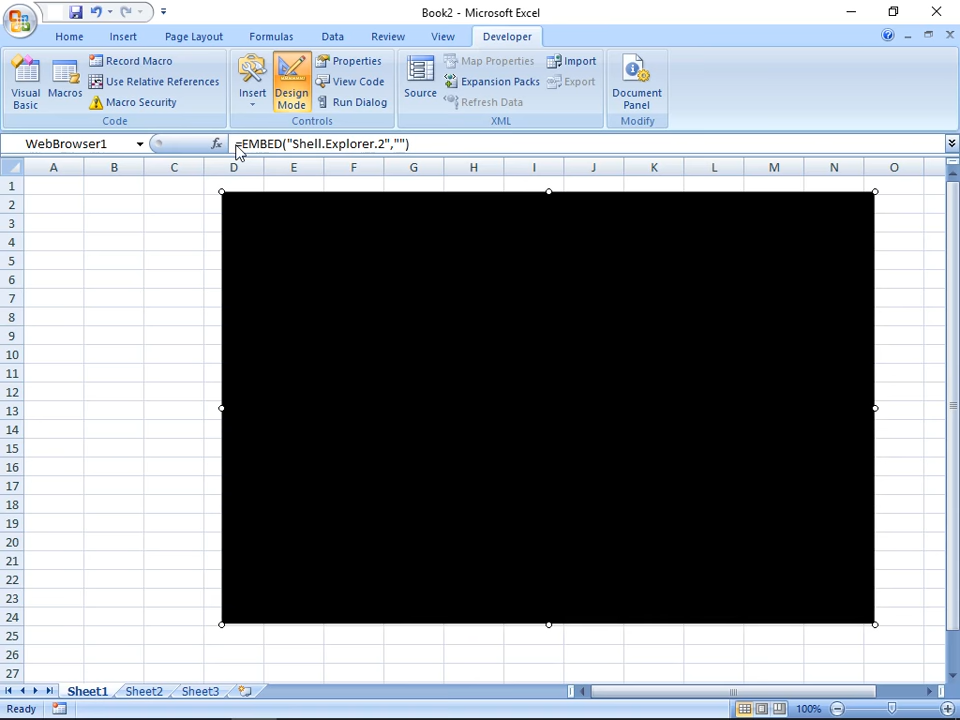 Book2 - Microsoft Excel
Home Insert Page Layout Formulas Data Review View Developer
Visual Basic
Macros
Record Macro
Use Relative References
Macro Security
Code
Insert
Design Mode
Properties
View Code
Run Dialog
Controls
Source
Map Properties
Expansion Packs
Refresh Data
Import
Export
XML
Document Panel
Modify
WebBrowser1 fx =EMBED("Shell.Explorer.2","")
A B C D E F G H I J K L M N O
1
2
3
4
5
6
7
8
9
10
11
12
13
14
15
16
17
18
19
20
21
22
23
24
25
26
27
Sheet1 Sheet2 Sheet3
Ready 100%